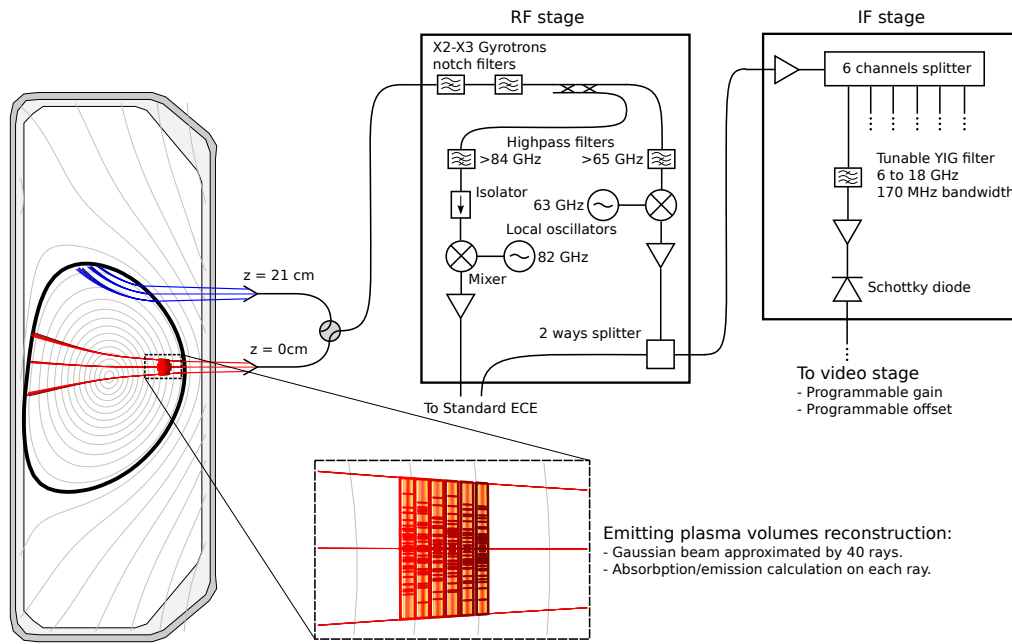 RF stage
IF stage
X2-X3 Gyrotrons
notch filters
6 channels splitter
Highpass filters
>84 GHz
>65 GHz
Tunable YIG filter
6 to 18 GHz
170 MHz bandwidth
Isolator
63 GHz
Local oscillators
82 GHz
Mixer
z = 21 cm
Schottky diode
2 ways splitter
z = 0cm
To video stage
- Programmable gain
- Programmable offset
To Standard ECE
Emitting plasma volumes reconstruction:
- Gaussian beam approximated by 40 rays.
- Absorbption/emission calculation on each ray.